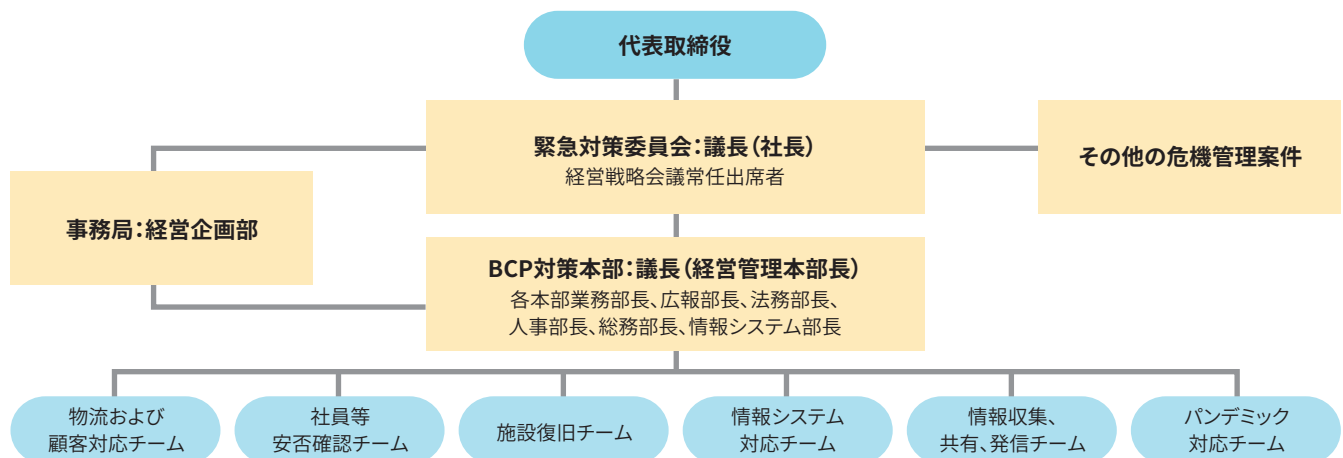 代表取締役
緊急対策委員会：議長（社長）
経営戦略会議常任出席者
その他の危機管理案件
事務局：経営企画部
BCP対策本部：議長（経営管理本部長）
各本部業務部長、広報部長、法務部長、
人事部長、総務部長、情報システム部長
物流および
顧客対応チーム
社員等
安否確認チーム
施設復旧チーム
情報システム
対応チーム
情報収集、
共有、発信チーム
パンデミック
対応チーム